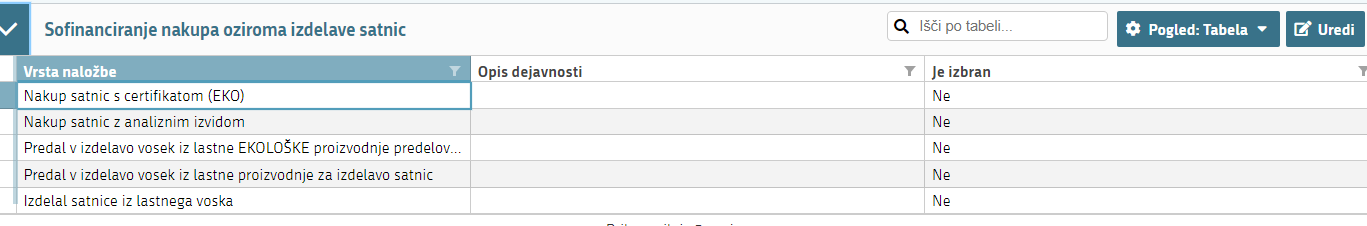 Sofinanciranje nakupa oziroma izdelave satnic
Išči po tabeli...
Pogled: Tabela
Uredi
Vrsta naložbe
Opis dejavnosti
Je izbran
Nakup satnic s certifikatom (EKO)
Ne
Nakup satnic z analiznim izvidom
Ne
Predal v izdelavo vosek iz lastne EKOLOŠKE proizvodnje predelov...
Ne
Predal v izdelavo vosek iz lastne proizvodnje za izdelavo satnic
Ne
Izdelal satnice iz lastnega voska
Ne